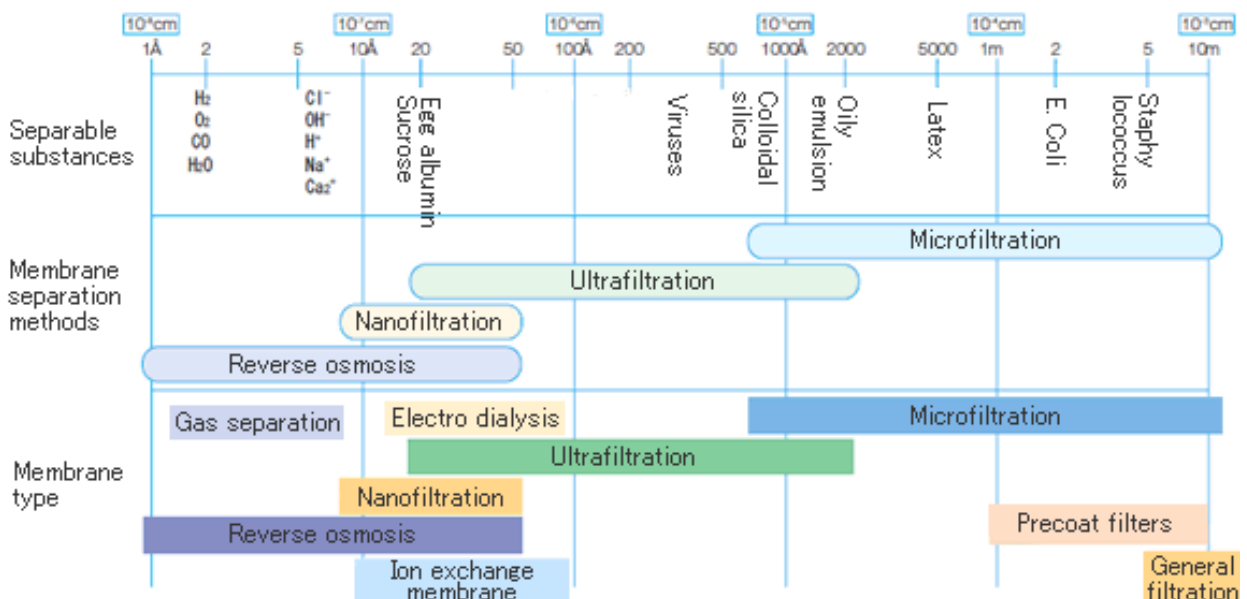 10⁻⁸cm 10⁻⁷cm 10⁻⁶cm 10⁻⁵cm 10⁻⁴cm 10⁻³cm
1Å 2 5 10Å 20 50 100Å 200 500 1000Å 2000 5000 1m 2 5 10m
Separable
substances
H₂
O₂
CO
H₂O
Cl⁻
OH⁻
H⁺
Na⁺
Ca₂⁺
Egg albumin
Sucrose
Viruses
Colloidal
silica
Oily
emulsion
Latex
E. Coli
Staphy
lococcus
Membrane
separation
methods
Microfiltration
Ultrafiltration
Nanofiltration
Reverse osmosis
Membrane
type
Gas separation
Electro dialysis
Microfiltration
Ultrafiltration
Nanofiltration
Reverse osmosis
Precoat filters
Ion exchange
membrane
General
filtration